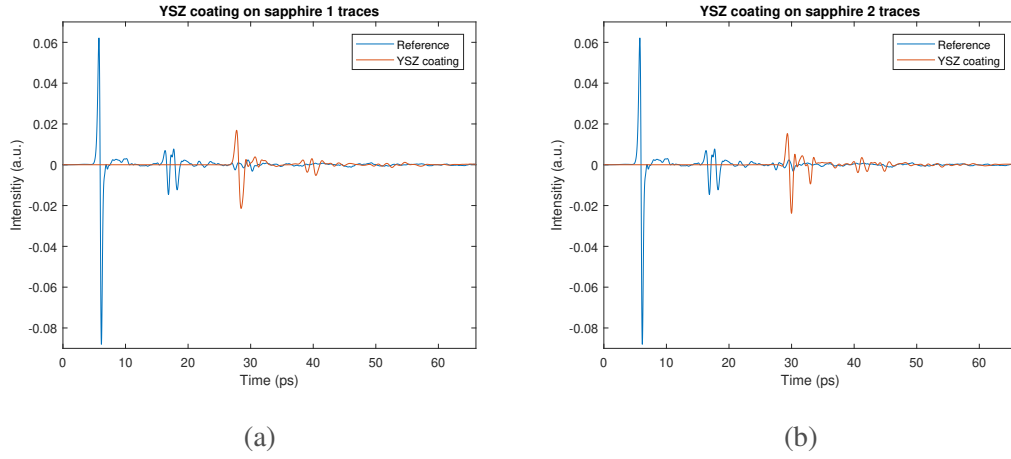 YSZ coating on sapphire 1 traces
Reference
YSZ coating
0.06
0.04
0.02
0
-0.02
-0.04
-0.06
-0.08
Intensitiy (a.u.)
0 10 20 30 40 50 60
Time (ps)
(a)
YSZ coating on sapphire 2 traces
Reference
YSZ coating
0.06
0.04
0.02
0
-0.02
-0.04
-0.06
-0.08
Intensitiy (a.u.)
0 10 20 30 40 50 60
Time (ps)
(b)